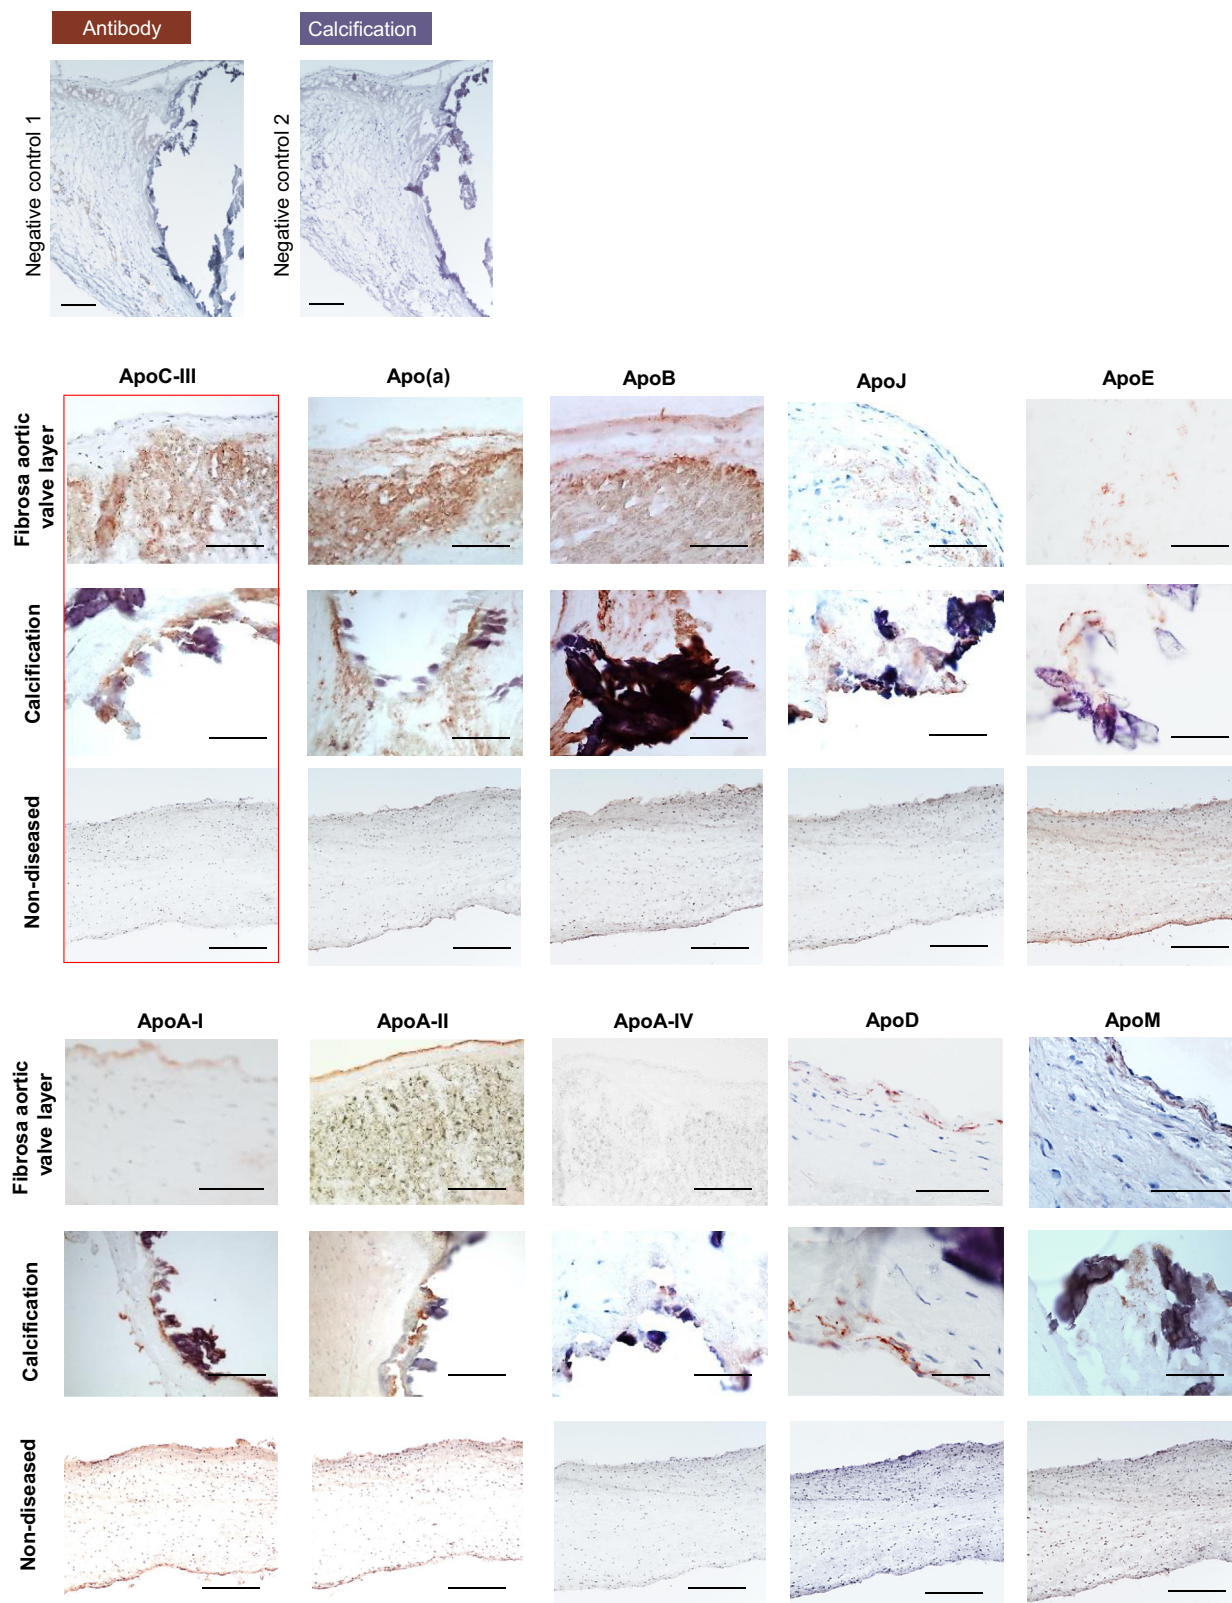 Antibody
Calcification
Negative control 1
Negative control 2
ApoC-III
Apo(a)
ApoB
ApoJ
ApoE
Fibrosa aortic
valve layer
Calcification
Non-diseased
ApoA-I
ApoA-II
ApoA-IV
ApoD
ApoM
Fibrosa aortic
valve layer
Calcification
Non-diseased